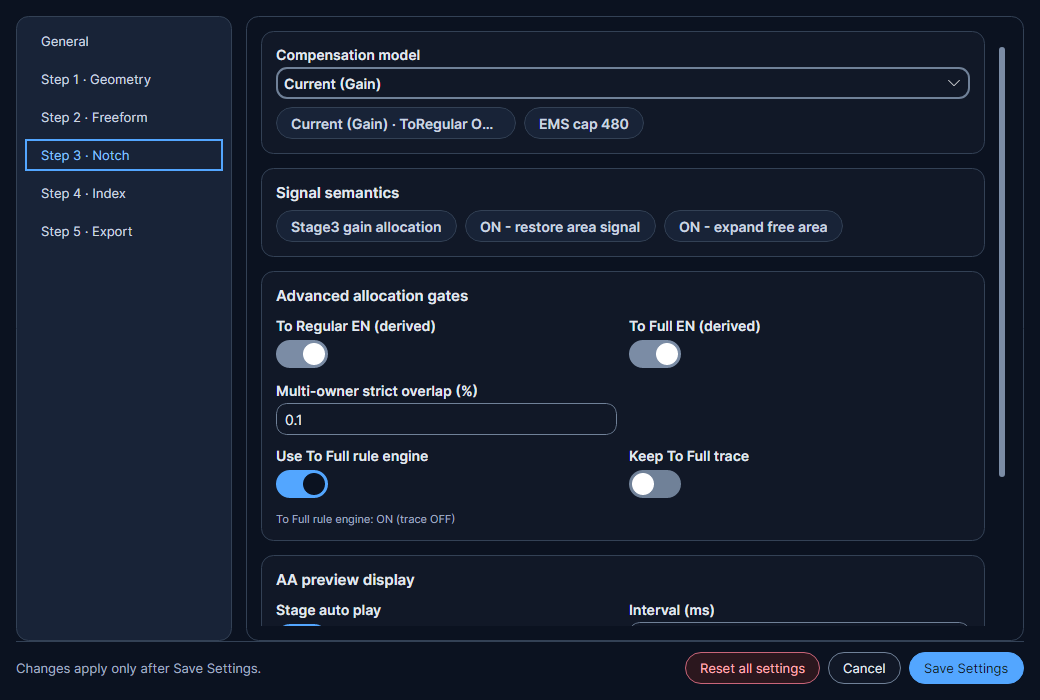 General
Step 1 · Geometry
Step 2 · Freeform
Step 3 · Notch
Step 4 · Index
Step 5 · Export
Compensation model
Current (Gain)
Current (Gain) · ToRegular O...
EMS cap 480
Signal semantics
Stage3 gain allocation
ON - restore area signal
ON - expand free area
Advanced allocation gates
To Regular EN (derived)
To Full EN (derived)
Multi-owner strict overlap (%)
0.1
Use To Full rule engine
Keep To Full trace
To Full rule engine: ON (trace OFF)
AA preview display
Stage auto play
Interval (ms)
Changes apply only after Save Settings.
Reset all settings
Cancel
Save Settings